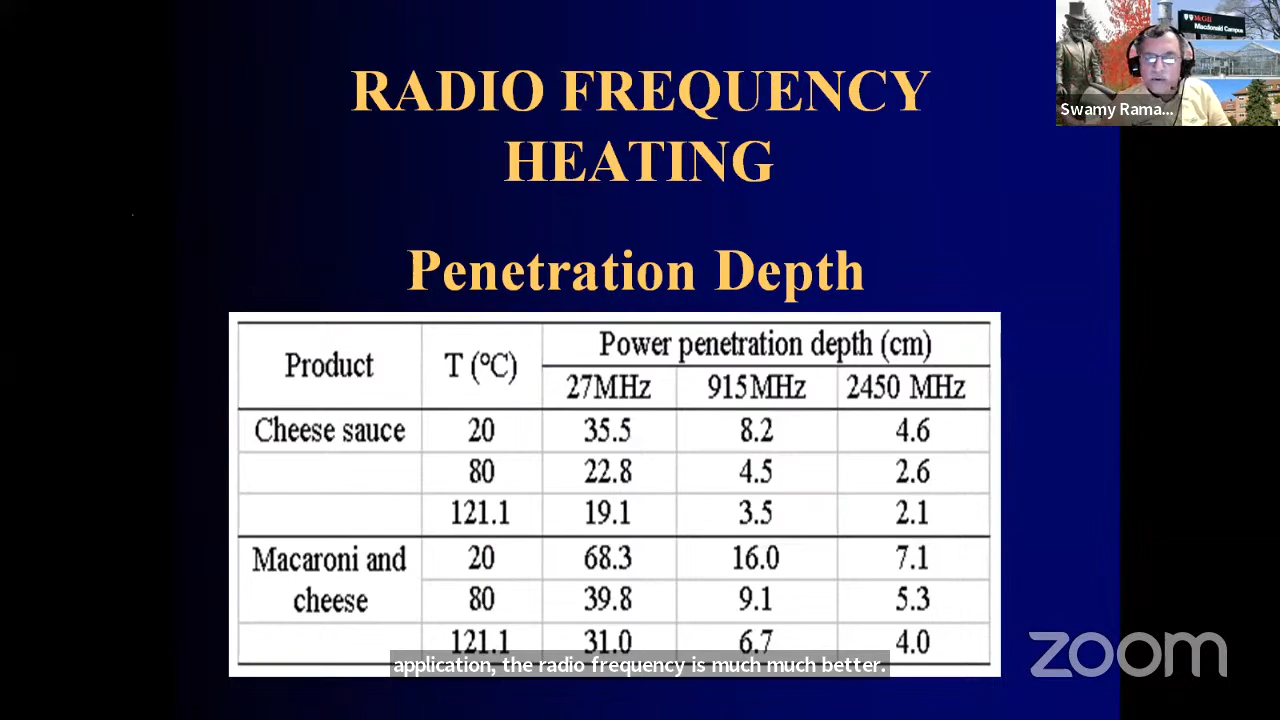 McGill
Macdonald Campus
Swamy Rama...
RADIO FREQUENCY
HEATING
Penetration Depth
Product T (°C) Power penetration depth (cm)
27MHz 915MHz 2450 MHz
Cheese sauce 20 35.5 8.2 4.6
80 22.8 4.5 2.6
121.1 19.1 3.5 2.1
Macaroni and 20 68.3 16.0 7.1
cheese 80 39.8 9.1 5.3
121.1 31.0 6.7 4.0
application, the radio frequency is much much better.
zoom